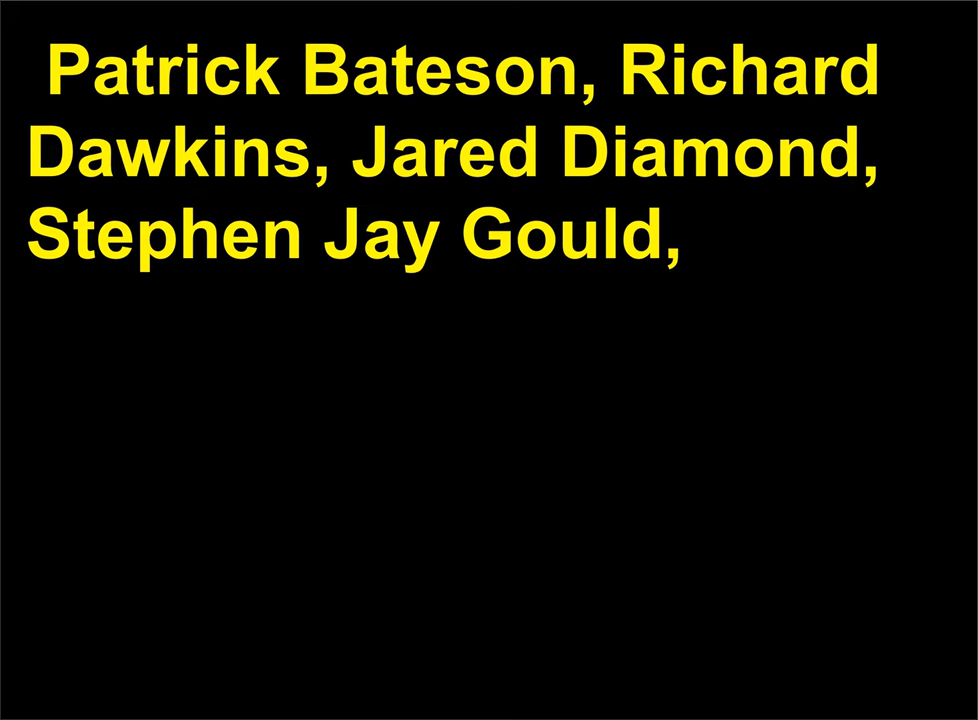 Patrick Bateson, Richard
Dawkins, Jared Diamond,
Stephen Jay Gould,